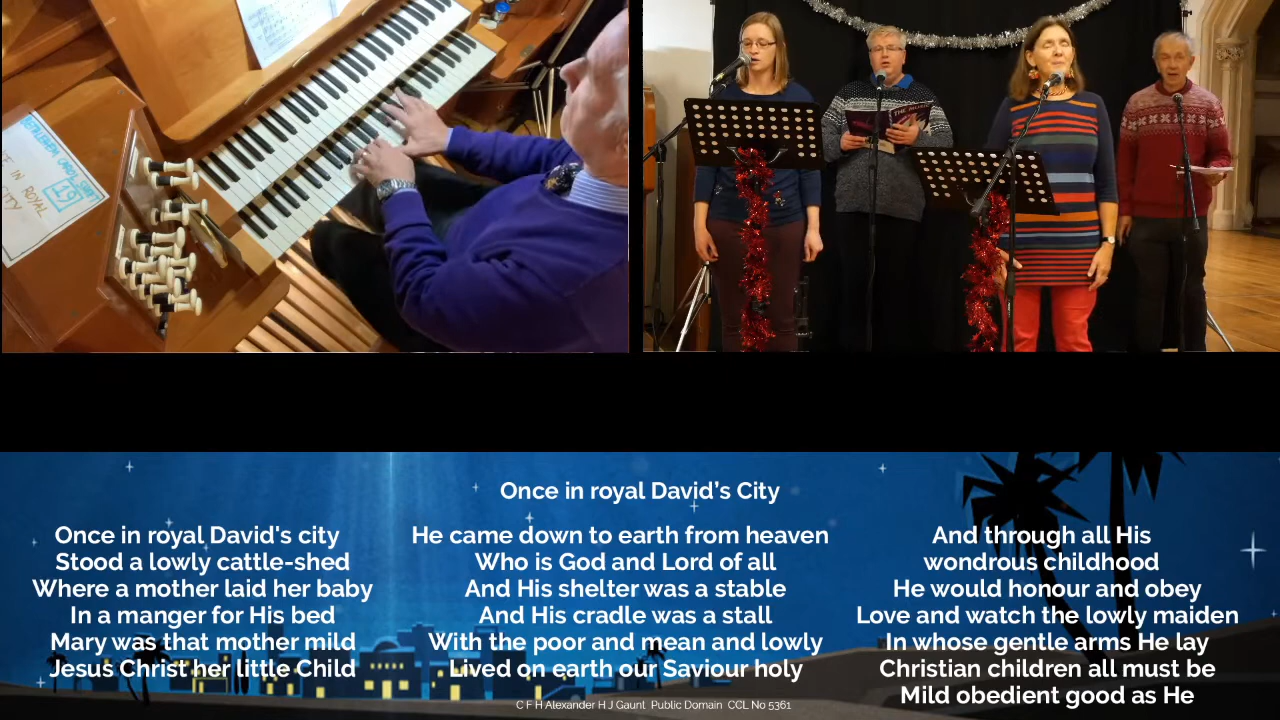 BETHLEHEM CAROL SHEET
19
IN ROYAL
CITY
THE
Once in royal David's City
Once in royal David's city
Stood a lowly cattle-shed
Where a mother laid her baby
In a manger for His bed
Mary was that mother mild
Jesus Christ her little Child
He came down to earth from heaven
Who is God and Lord of all
And His shelter was a stable
And His cradle was a stall
With the poor and mean and lowly
Lived on earth our Saviour holy
And through all His
wondrous childhood
He would honour and obey
Love and watch the lowly maiden
In whose gentle arms He lay
Christian children all must be
Mild obedient good as He
C F H Alexander H J Gaunt Public Domain CCL No 5361